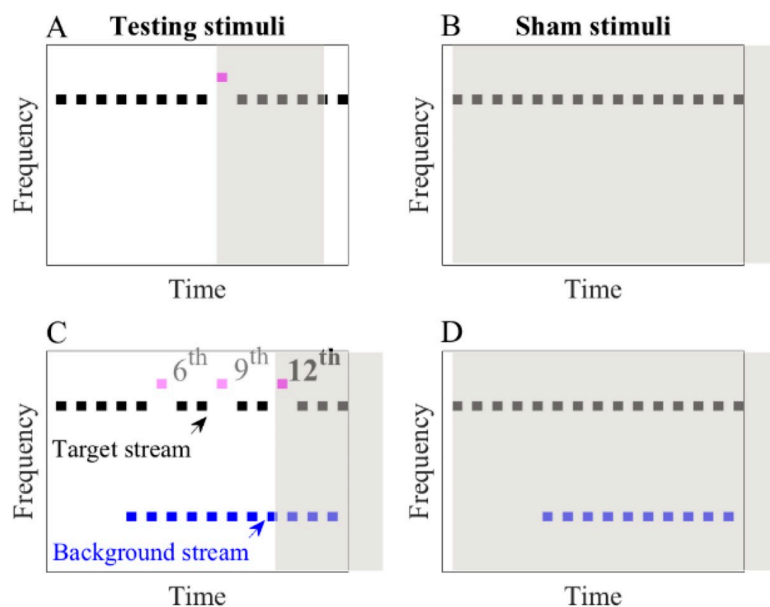 A
Testing stimuli
Frequency
Time
B
Sham stimuli
Frequency
Time
C
6th
9th
12th
Target stream
Background stream
Frequency
Time
D
Frequency
Time